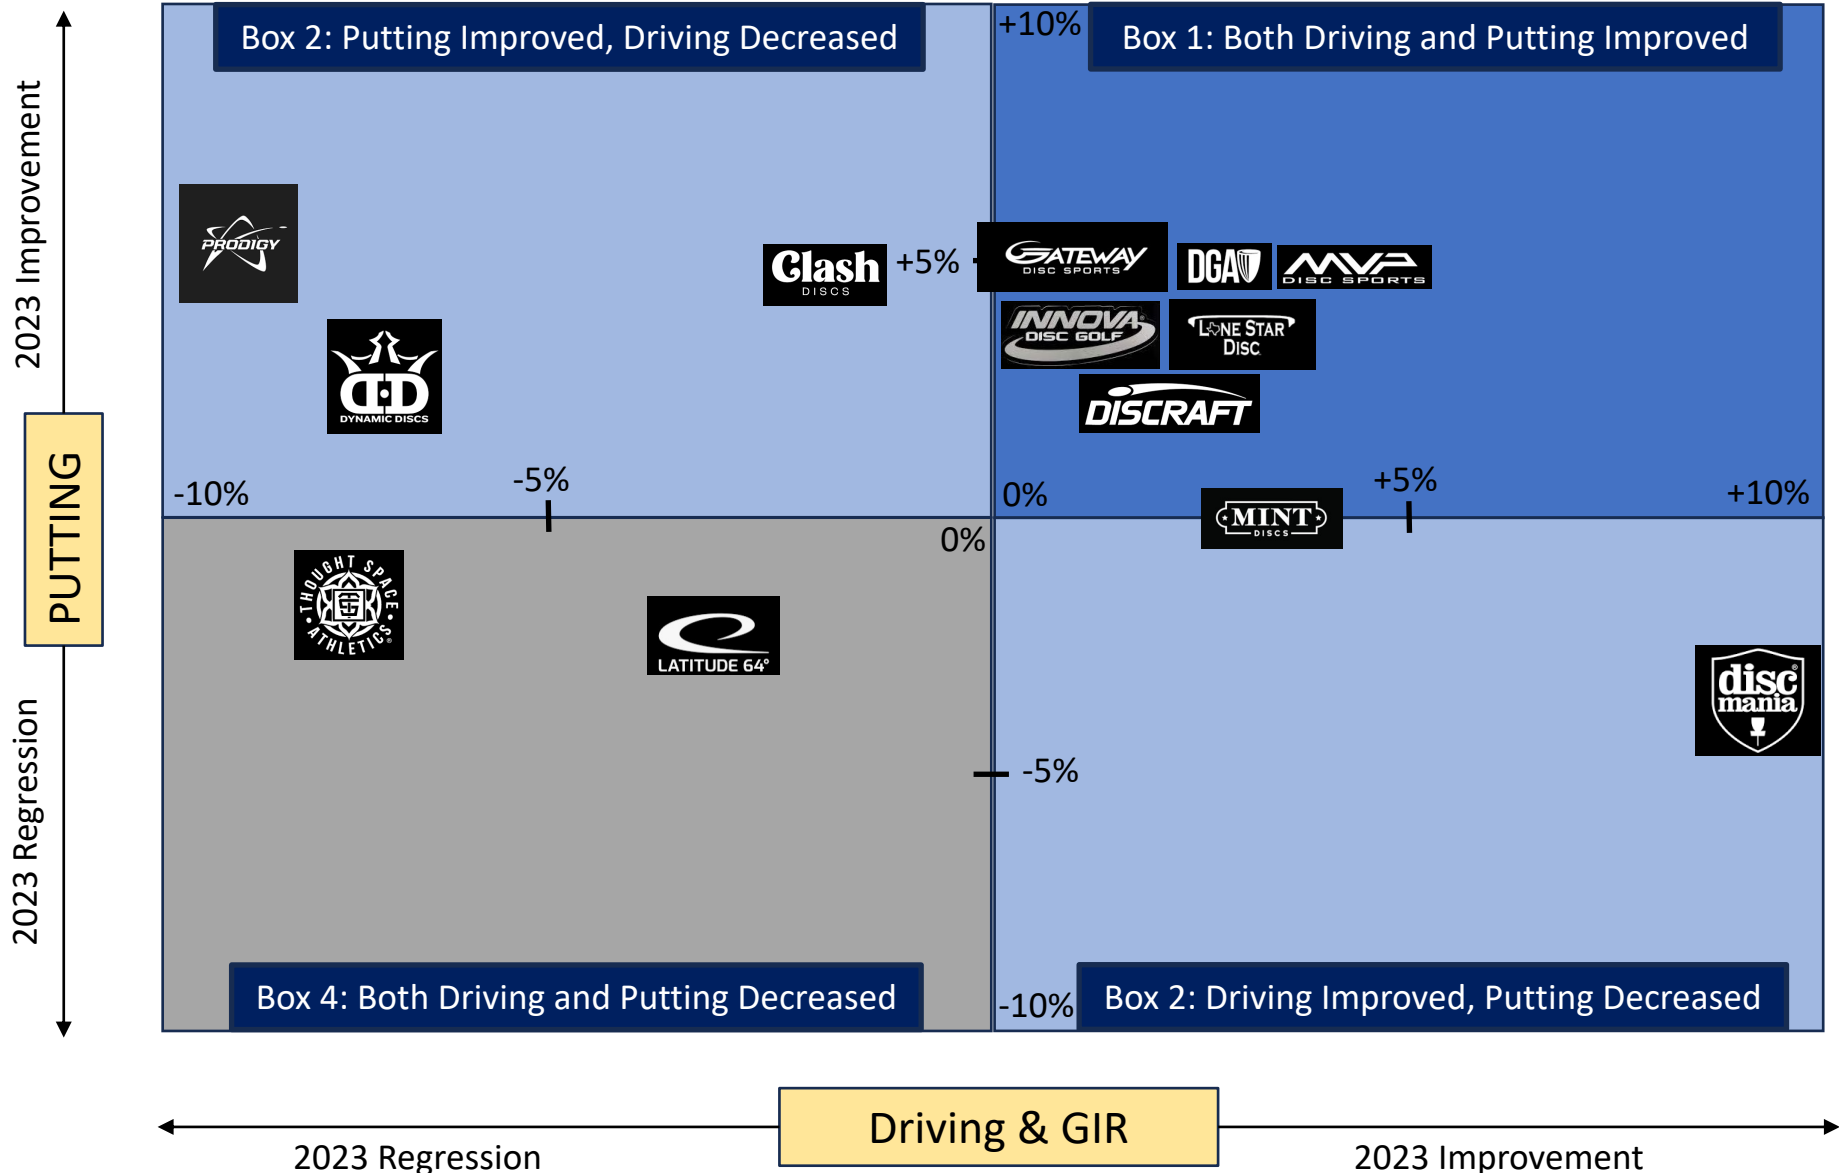 Box 2: Putting Improved, Driving Decreased
+10%
Box 1: Both Driving and Putting Improved
2023 Improvement
PRODIGY
Clash
DISCS
+5%
GATEWAY
DISC SPORTS
DGA
MVP
DISC SPORTS
INNOVA®
DISC GOLF
LONE STAR
DISC
DYNAMIC DISCS
DISCRAFT
PUTTING
-10%
-5%
0%
+5%
+10%
MINT
DISCS
0%
THOUGHT SPACE
ATHLETICS®
LATITUDE 64°
disc®
mania
-5%
2023 Regression
Box 4: Both Driving and Putting Decreased
-10%
Box 2: Driving Improved, Putting Decreased
Driving & GIR
2023 Regression
2023 Improvement